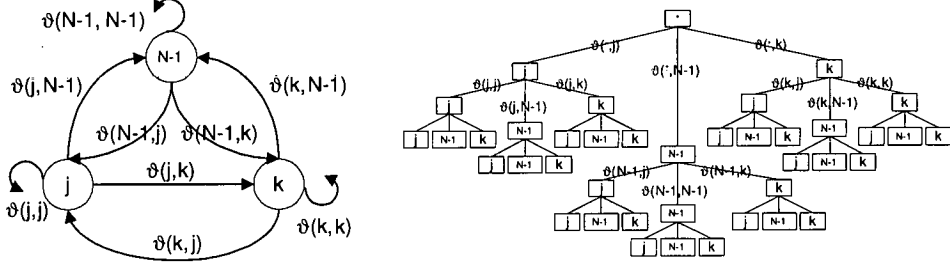 ϑ(N-1, N-1)
N-1
ϑ(j,N-1)
ϑ(k,N-1)
ϑ(N-1,j)
ϑ(N-1,k)
j
ϑ(j,k)
k
ϑ(j,j)
ϑ(k,k)
ϑ(k,j)
*
ϑ(·,j)
ϑ(·,N-1)
ϑ(·,k)
j
k
ϑ(j,j)
ϑ(j,N-1)
ϑ(j,k)
ϑ(k,j)
ϑ(k,N-1)
ϑ(k,k)
j
N-1
k
j
N-1
k
j N-1 k
j N-1 k
j N-1 k
j N-1 k
j N-1 k
j N-1 k
N-1
ϑ(N-1,j)
ϑ(N-1,N-1)
ϑ(N-1,k)
j
N-1
k
j N-1 k
j N-1 k
j N-1 k